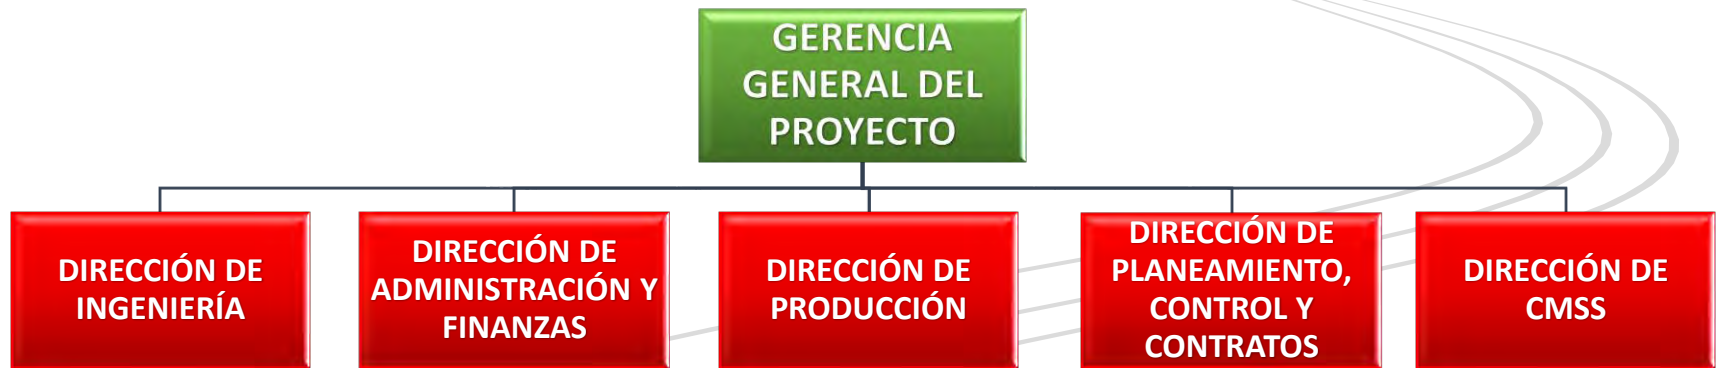 GERENCIA
GENERAL DEL
PROYECTO
DIRECCIÓN DE
INGENIERÍA
DIRECCIÓN DE
ADMINISTRACIÓN Y
FINANZAS
DIRECCIÓN DE
PRODUCCIÓN
DIRECCIÓN DE
PLANEAMIENTO,
CONTROL Y
CONTRATOS
DIRECCIÓN DE
CMSS